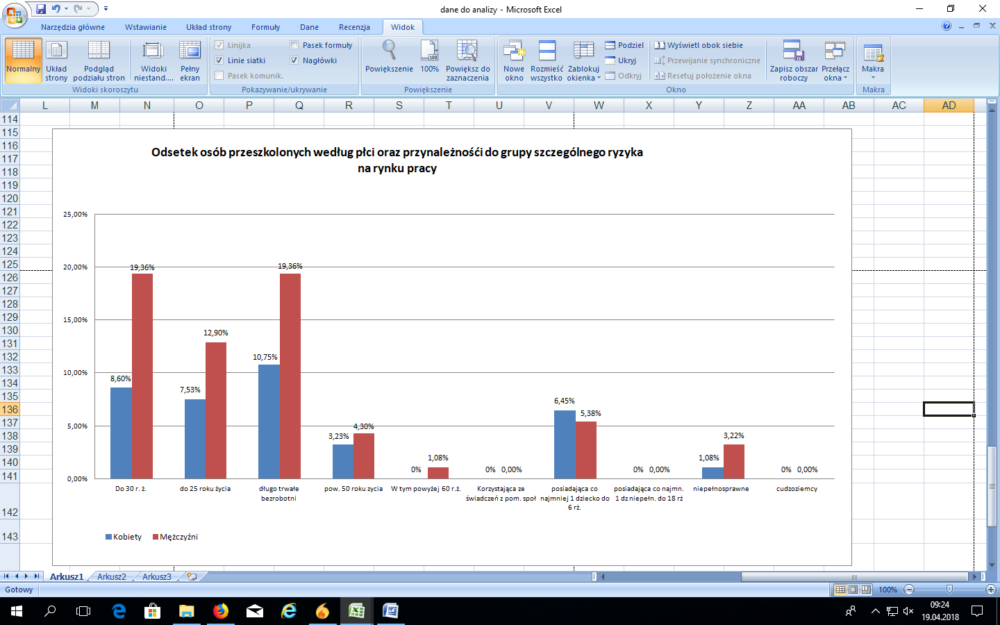 dane do analizy - Microsoft Excel
Narzędzia główne Wstawianie Układ strony Formuły Dane Recenzja Widok
Normalny Układ strony Podgląd podziału stron Widoki niestand.... Pełny ekran
Widoki skoroszytu
Linijka Pasek formuły
Linie siatki Nagłówki
Pasek komunik.
Pokazywanie/ukrywanie
Powiększenie 100% Powiększ do zaznaczenia
Powiększenie
Nowe okno Rozmieść wszystko Zablokuj okienka
Podziel
Ukryj
Odkryj
Wyświetl obok siebie
Przewijanie synchroniczne
Resetuj położenie okna
Zapisz obszar roboczy Przełącz okna
Okno
Makra
Makra
L M N O P Q R S T U V W X Y Z AA AB AC AD
114
115
116
117
118
119
120
121
122
123
124
125
126
127
128
129
130
131
132
133
134
135
136
137
138
139
140
141
142
143
Odsetek osób przeszkolonych według płci oraz przynależnośći do grupy szczególnego ryzyka
na rynku pracy
25,00%
20,00%
15,00%
10,00%
5,00%
0,00%
8,60% 19,36%
7,53% 12,90%
10,75% 19,36%
3,23% 4,30%
0% 1,08%
0% 0,00%
6,45% 5,38%
0% 0,00%
1,08% 3,22%
0% 0,00%
Do 30 r. ż.
do 25 roku życia
długo trwałe
bezrobotni
pow. 50 roku zycia
W tym powyżej 60 r.ż.
Korzystająca ze
świadczeń z pom. społ
posiadająca co
najmniej 1 dziecko do
6 rż.
posiadająca co najmn.
1 dz niepełn. do 18 rż
niepełnosprawne
cudzoziemcy
Kobiety Mężczyźni
Arkusz1 Arkusz2 Arkusz3
Gotowy 100%
09:24
19.04.2018